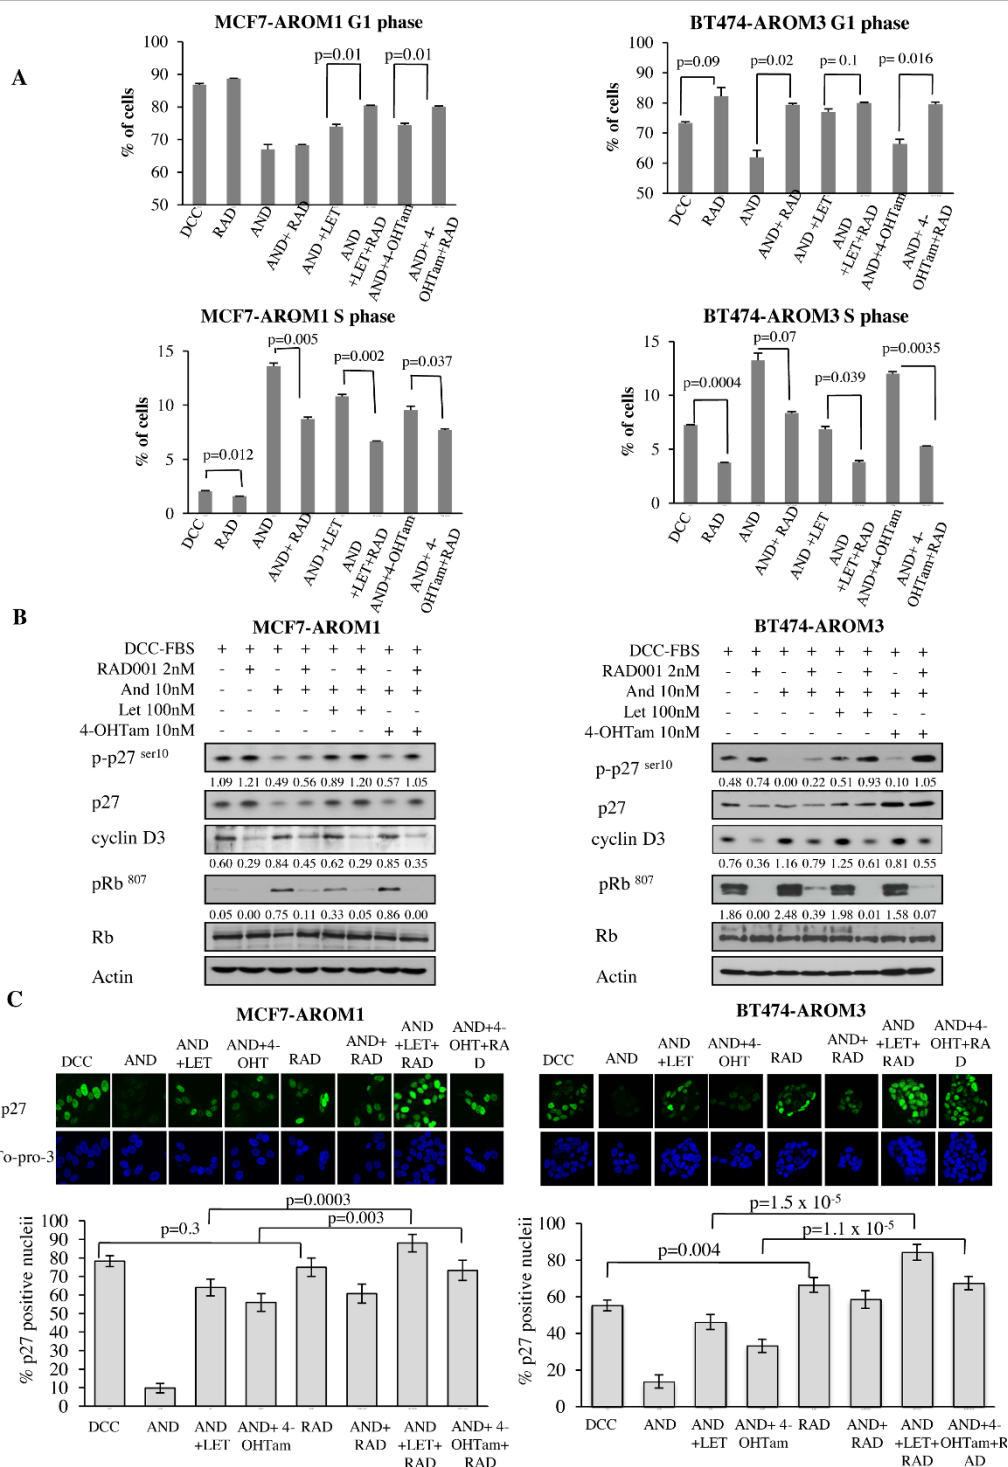 A
MCF7-AROM1 G1 phase
% of cells
100
90
80
70
60
50
p=0.01
p=0.01
DCC
RAD
AND
AND+ RAD
AND +LET
AND
+LET+RAD
AND+4-OHTam
AND+ 4-
OHTam+RAD
BT474-AROM3 G1 phase
% of cells
100
90
80
70
60
50
p=0.09
p=0.02
p= 0.1
p= 0.016
DCC
RAD
AND
AND+ RAD
AND +LET
AND
+LET+RAD
AND+4-OHTam
AND+ 4-
OHTam+RAD
MCF7-AROM1 S phase
% of cells
15
10
5
0
p=0.012
p=0.005
p=0.002
p=0.037
DCC
RAD
AND
AND+ RAD
AND +LET
AND
+LET+RAD
AND+4-OHTam
AND+ 4-
OHTam+RAD
BT474-AROM3 S phase
% of cells
15
10
5
0
p=0.0004
p=0.07
p=0.039
p=0.0035
DCC
RAD
AND
AND+ RAD
AND +LET
AND
+LET+RAD
AND+4-OHTam
AND+ 4-
OHTam+RAD
B
MCF7-AROM1
DCC-FBS + + + + + + + +
RAD001 2nM - + - + - + - +
And 10nM - - + + + + + +
Let 100nM - - - - + + - -
4-OHTam 10nM - - - - - - + +
p-p27 ser10
1.09 1.21 0.49 0.56 0.89 1.20 0.57 1.05
p27
cyclin D3
0.60 0.29 0.84 0.45 0.62 0.29 0.85 0.35
pRb 807
0.05 0.00 0.75 0.11 0.33 0.05 0.86 0.00
Rb
Actin
BT474-AROM3
DCC-FBS + + + + + + + +
RAD001 2nM - + - + - + - +
And 10nM - - + + + + + +
Let 100nM - - - - + + - -
4-OHTam 10nM - - - - - - + +
p-p27 ser10
0.48 0.74 0.00 0.22 0.51 0.93 0.10 1.05
p27
cyclin D3
0.76 0.36 1.16 0.79 1.25 0.61 0.81 0.55
pRb 807
1.86 0.00 2.48 0.39 1.98 0.01 1.58 0.07
Rb
Actin
C
MCF7-AROM1
DCC
AND
AND
+LET
AND+4-
OHT
RAD
AND+
RAD
AND
+LET+
RAD
AND+4-
OHT+RA
D
p27
To-pro-3
% p27 positive nucleii
100
90
80
70
60
50
40
30
20
10
0
p=0.3
p=0.0003
p=0.003
DCC
AND
AND
+LET
AND+ 4-
OHTam
RAD
AND+
RAD
AND
+LET+
RAD
AND+ 4-
OHTam+
RAD
BT474-AROM3
DCC
AND
AND
+LET
AND+4-
OHT
RAD
AND+
RAD
AND
+LET+
RAD
AND+4-
OHT+RA
D
% p27 positive nucleii
100
80
60
40
20
0
p=0.004
p=1.5 x 10-5
p=1.1 x 10-5
DCC
AND
AND
+LET
AND+ 4-
OHTam
RAD
AND+
RAD
AND
+LET+
RAD
AND+4-
OHTam+R
AD